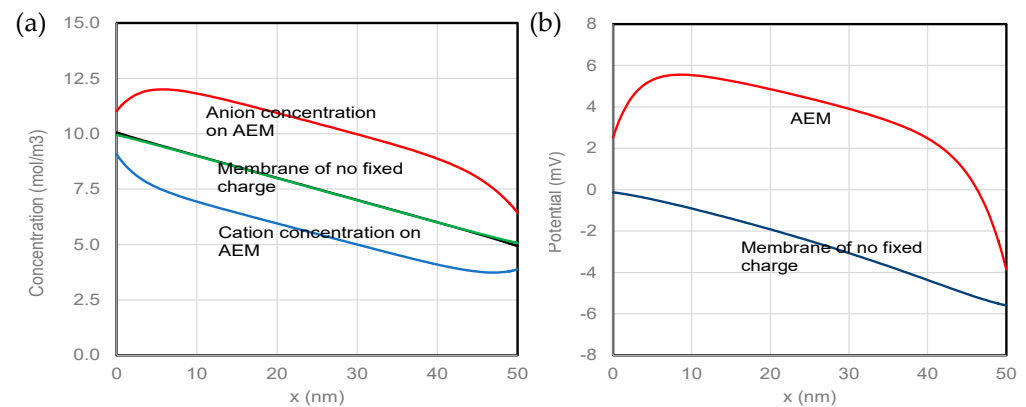 (a)
15.0
12.5
10.0
7.5
5.0
2.5
0.0
Concentration (mol/m3)
Anion concentration
on AEM
Membrane of no fixed
charge
Cation concentration on
AEM
0 10 20 30 40 50
x (nm)
(b)
8
6
4
2
0
-2
-4
-6
-8
Potential (mV)
AEM
Membrane of no fixed
charge
0 10 20 30 40 50
x (nm)